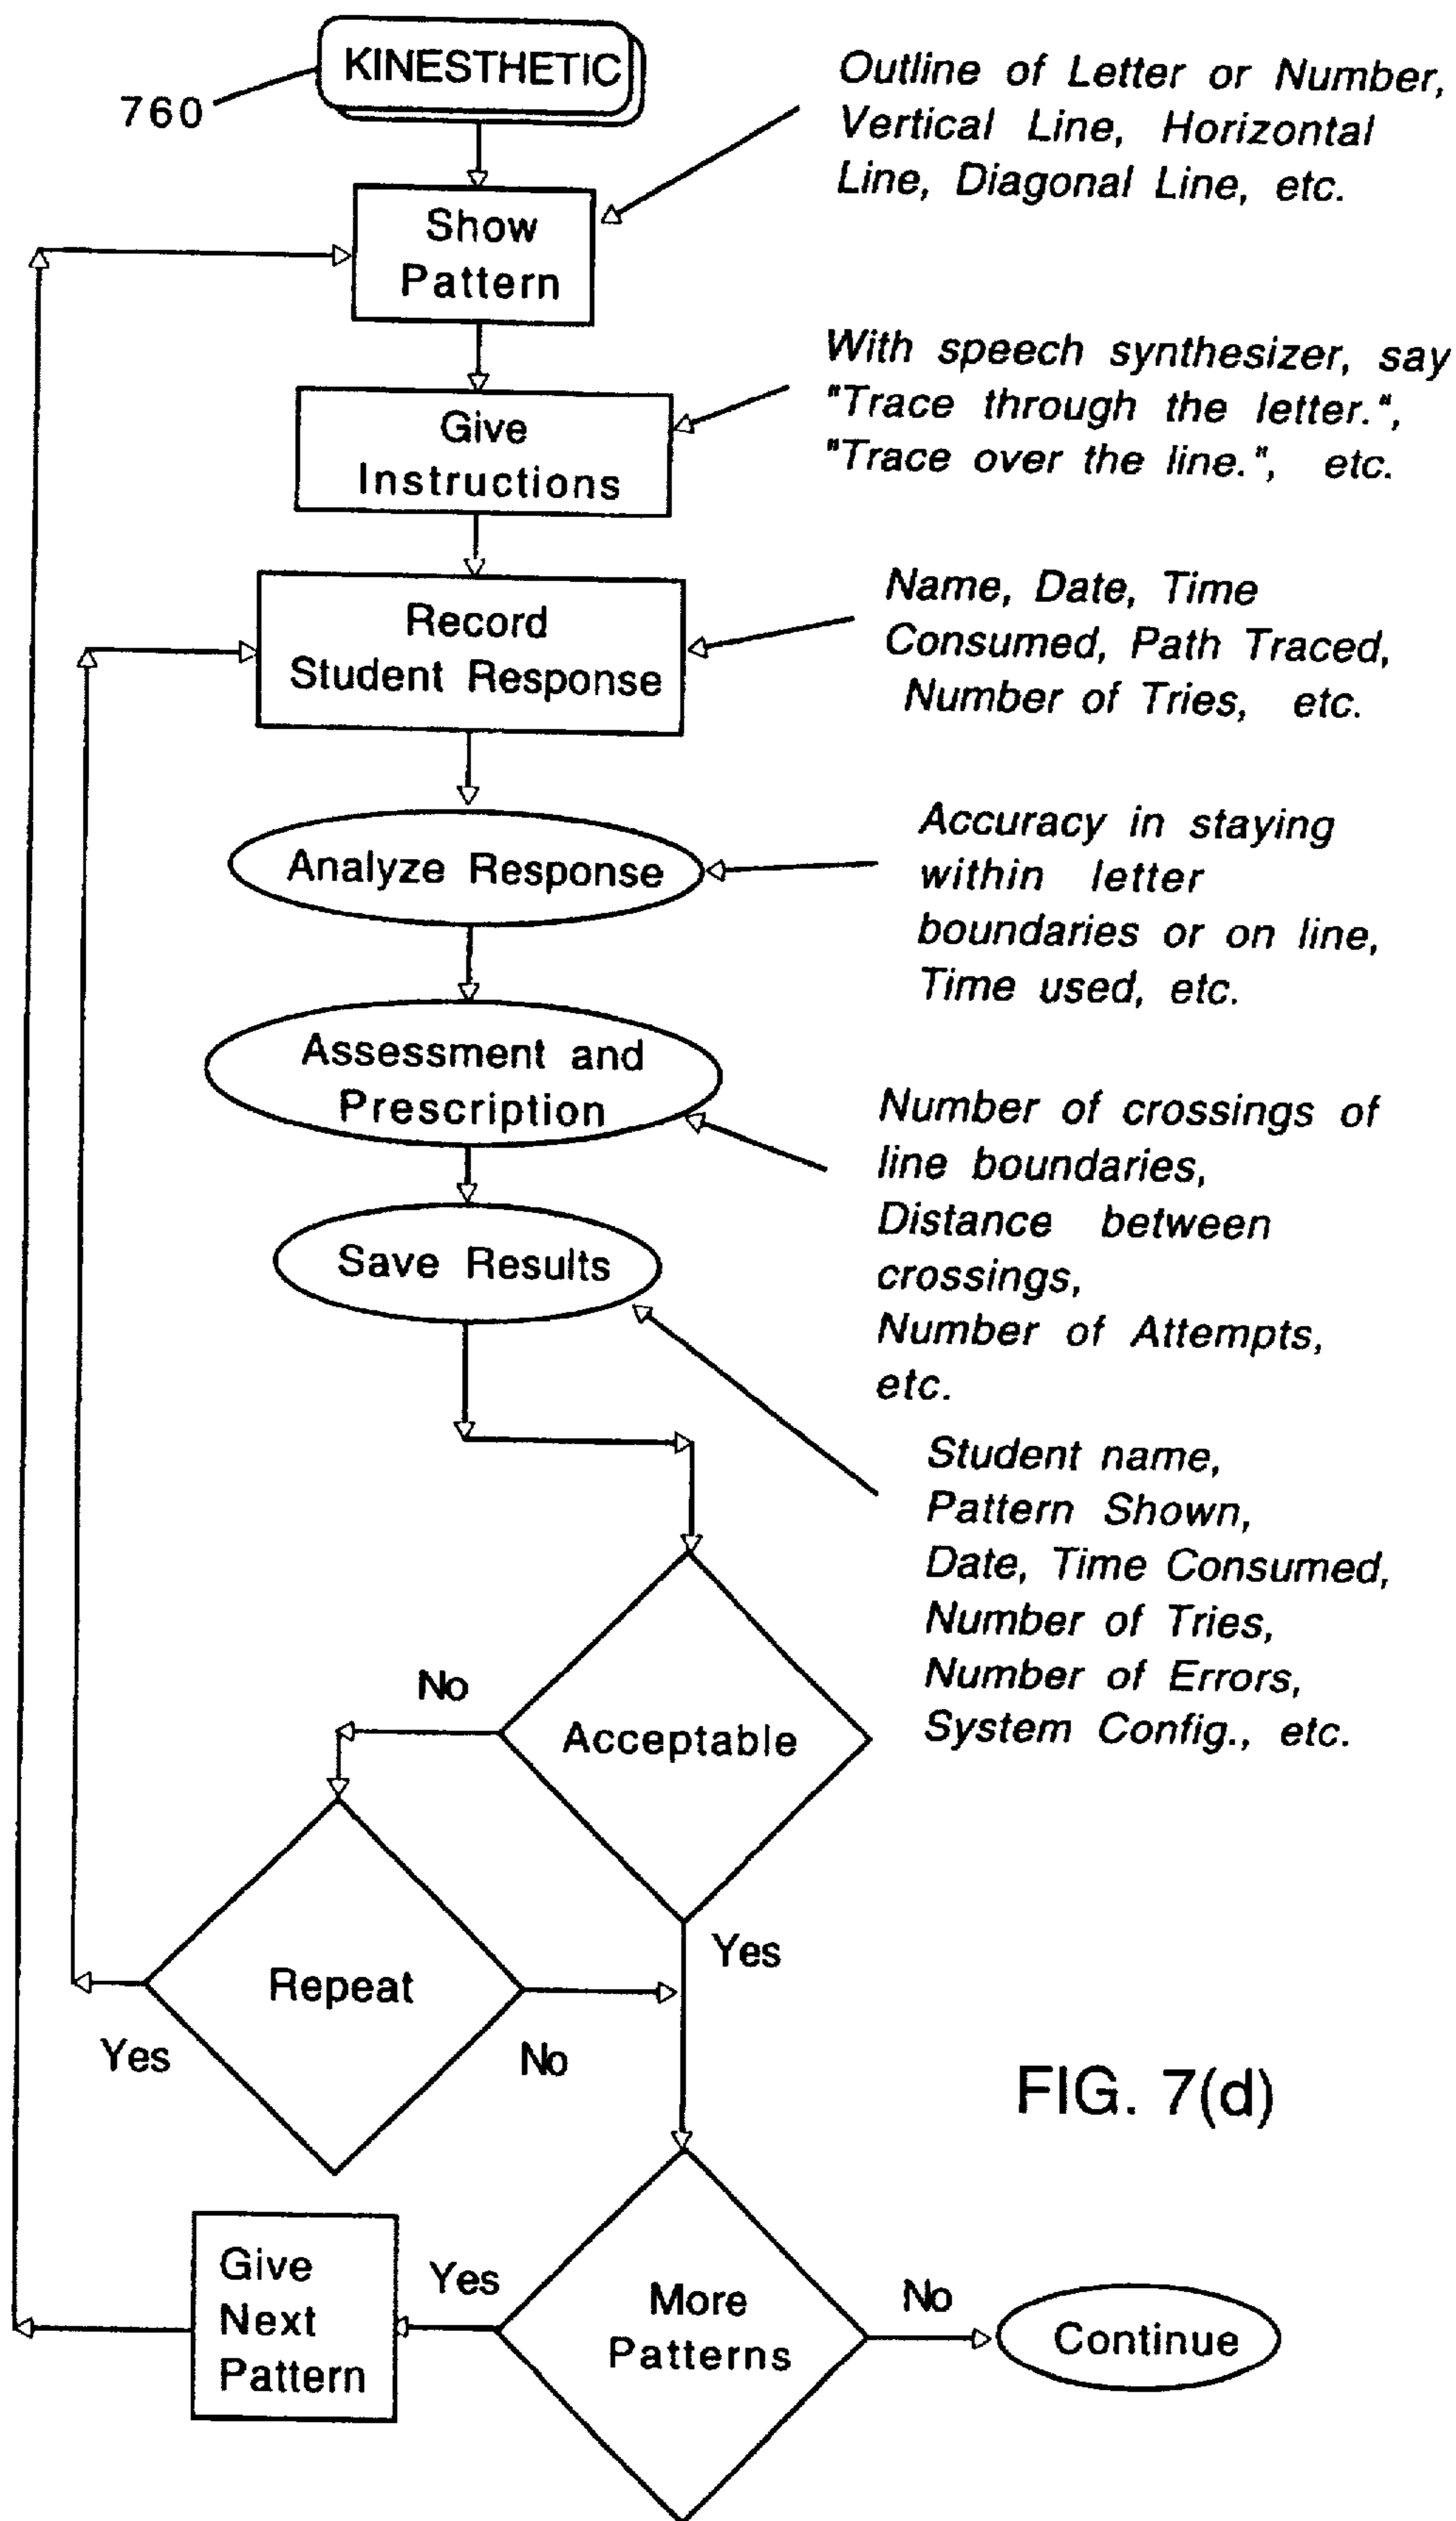 KINESTHETIC
760
Outline of Letter or Number,
Vertical Line, Horizontal
Line, Diagonal Line, etc.
Show
Pattern
With speech synthesizer, say
"Trace through the letter.",
"Trace over the line.", etc.
Give
Instructions
Name, Date, Time
Consumed, Path Traced,
Number of Tries, etc.
Record
Student Response
Accuracy in staying
within letter
boundaries or on line,
Time used, etc.
Analyze Response
Assessment and
Prescription
Number of crossings of
line boundaries,
Distance between
crossings,
Number of Attempts,
etc.
Save Results
Student name,
Pattern Shown,
Date, Time Consumed,
Number of Tries,
Number of Errors,
System Config., etc.
No
Acceptable
Yes
Repeat
Yes
No
FIG. 7(d)
Give
Next
Pattern
Yes
More
Patterns
No
Continue